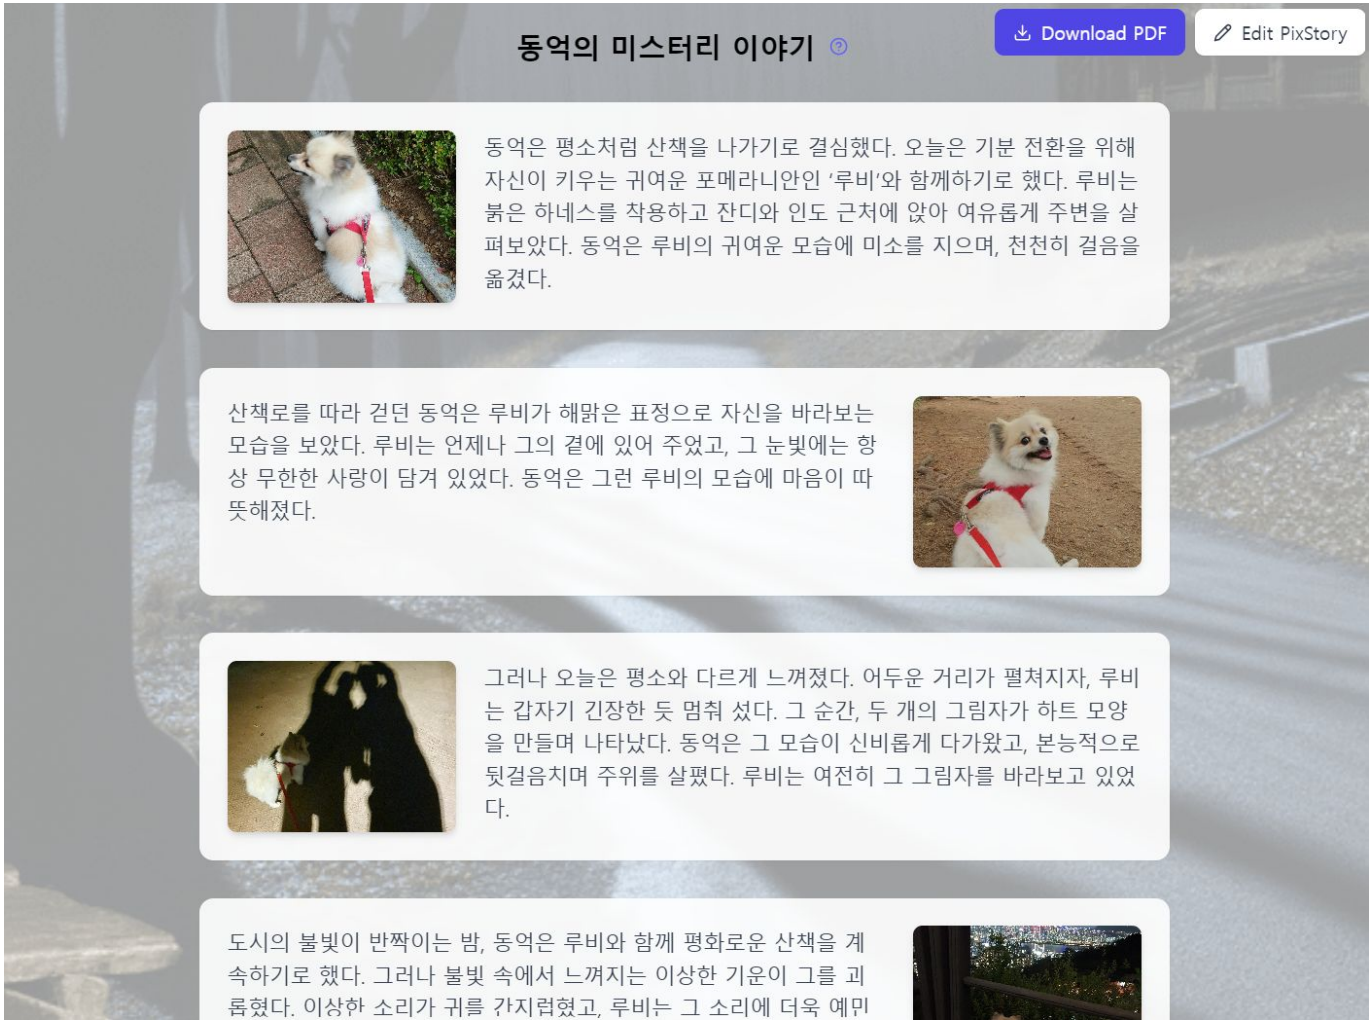 동억의 미스터리 이야기
Download PDF
Edit PixStory
동억은 평소처럼 산책을 나가기로 결심했다. 오늘은 기분 전환을 위해
자신이 키우는 귀여운 포메라니안인 ‘루비’와 함께하기로 했다. 루비는
붉은 하네스를 착용하고 잔디와 인도 근처에 앉아 여유롭게 주변을 살
펴보았다. 동억은 루비의 귀여운 모습에 미소를 지으며, 천천히 걸음을
옮겼다.
산책로를 따라 걷던 동억은 루비가 해맑은 표정으로 자신을 바라보는
모습을 보았다. 루비는 언제나 그의 곁에 있어 주었고, 그 눈빛에는 항
상 무한한 사랑이 담겨 있었다. 동억은 그런 루비의 모습에 마음이 따
뜻해졌다.
그러나 오늘은 평소와 다르게 느껴졌다. 어두운 거리가 펼쳐지자, 루비
는 갑자기 긴장한 듯 멈춰 섰다. 그 순간, 두 개의 그림자가 하트 모양
을 만들며 나타났다. 동억은 그 모습이 신비롭게 다가왔고, 본능적으로
뒷걸음치며 주위를 살폈다. 루비는 여전히 그 그림자를 바라보고 있었
다.
도시의 불빛이 반짝이는 밤, 동억은 루비와 함께 평화로운 산책을 계
속하기로 했다. 그러나 불빛 속에서 느껴지는 이상한 기운이 그를 괴
롭혔다. 이상한 소리가 귀를 간지럽혔고, 루비는 그 소리에 더욱 예민